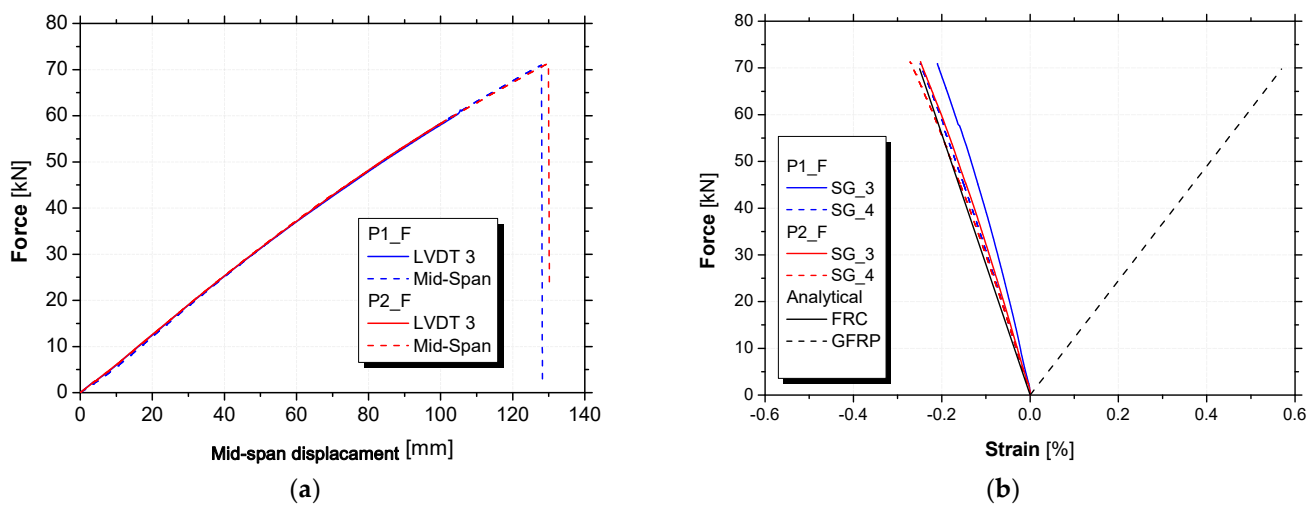 80
70
60
50
40
30
20
10
0
Force [kN]
P1_F
LVDT 3
Mid-Span
P2_F
LVDT 3
Mid-Span
0 20 40 60 80 100 120 140
Mid-span displacament [mm]
(a)
80
70
60
50
40
30
20
10
0
Force [kN]
P1_F
SG_3
SG_4
P2_F
SG_3
SG_4
Analytical
FRC
GFRP
-0.6 -0.4 -0.2 0.0 0.2 0.4 0.6
Strain [%]
(b)